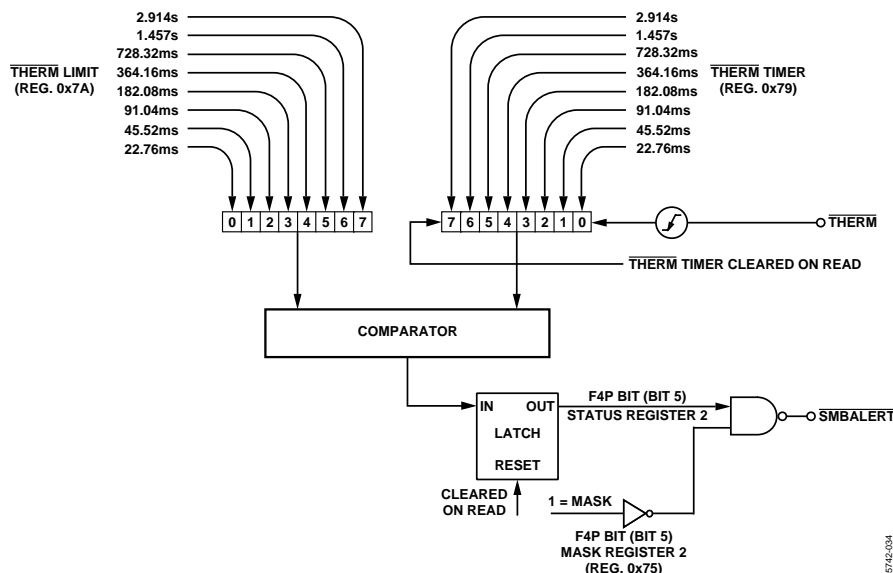 2.914s
1.457s
728.32ms
364.16ms
182.08ms
91.04ms
45.52ms
22.76ms
THERM LIMIT
(REG. 0x7A)
2.914s
1.457s
728.32ms
364.16ms
182.08ms
91.04ms
45.52ms
22.76ms
THERM TIMER
(REG. 0x79)
0 1 2 3 4 5 6 7
7 6 5 4 3 2 1 0
THERM
THERM TIMER CLEARED ON READ
COMPARATOR
IN OUT
LATCH
RESET
F4P BIT (BIT 5)
STATUS REGISTER 2
SMBALERT
CLEARED
ON READ
1 = MASK
F4P BIT (BIT 5)
MASK REGISTER 2
(REG. 0x75)
5742-034